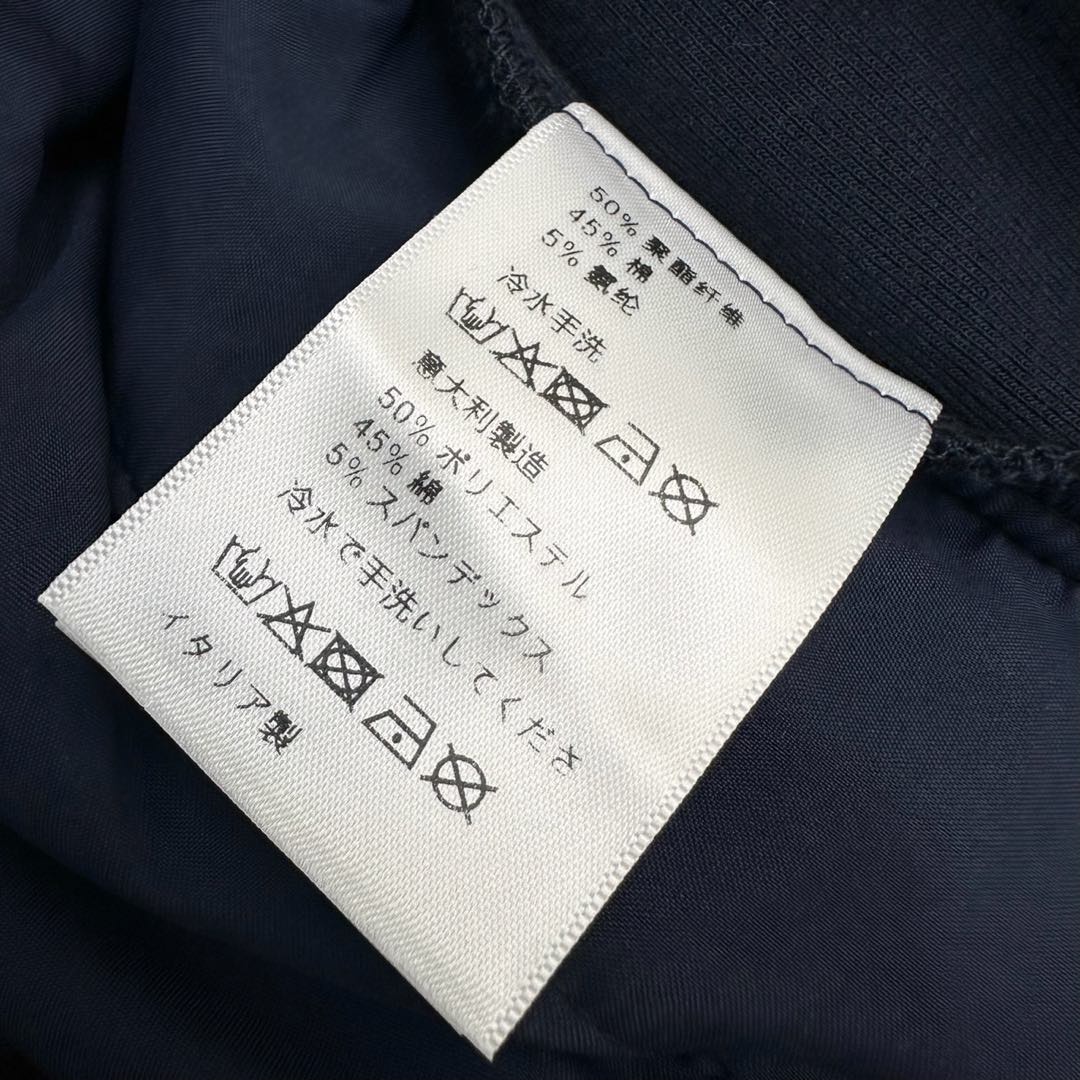 50% 聚酯纤维
45% 棉
5% 氨纶
冷水手洗
意大利製造
50% ポリエステル
45% 綿
5% スパンデックス
冷水で手洗いしてくださ
イタリア製